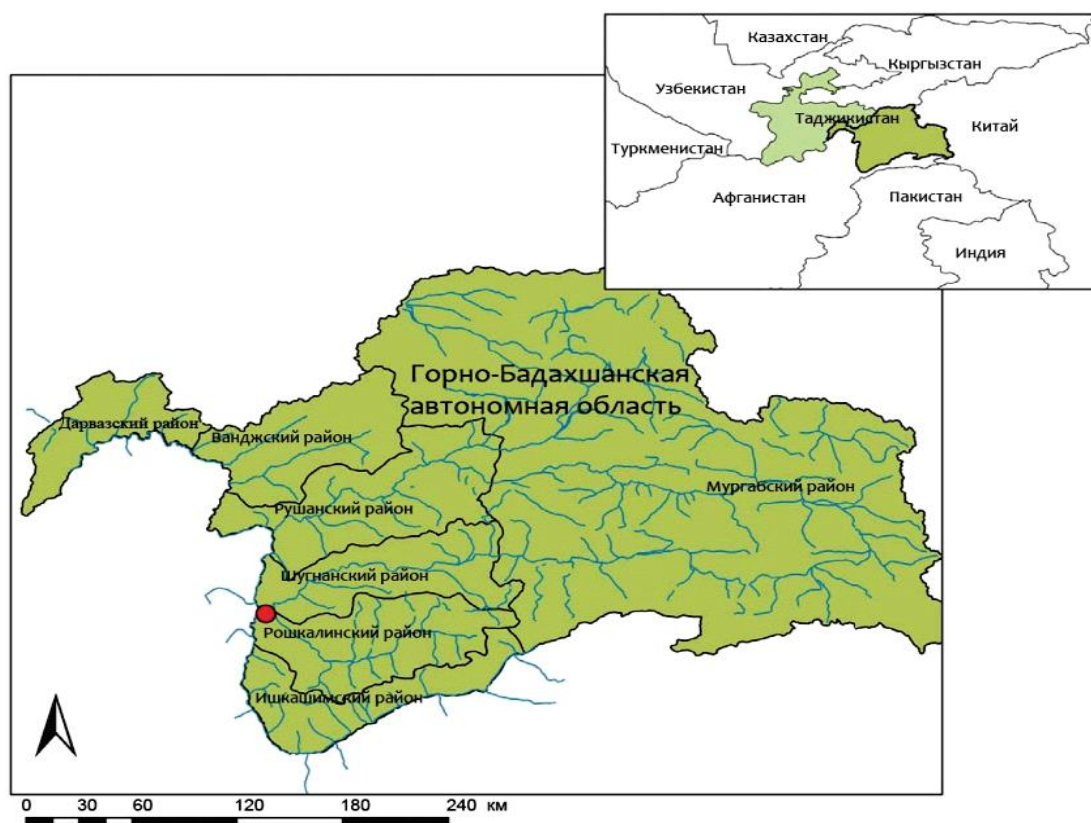 Казахстан
Кыргызстан
Узбекистан
Таджикистан
Китай
Туркменистан
Афганистан
Пакистан
Индия
Горно-Бадахшанская
автономная область
Дарвазский район
Ванджский район
Мургабский район
Рушанский район
Шугнанский район
Рошкалинский район
Ишкашимский район
0 30 60 120 180 240 км